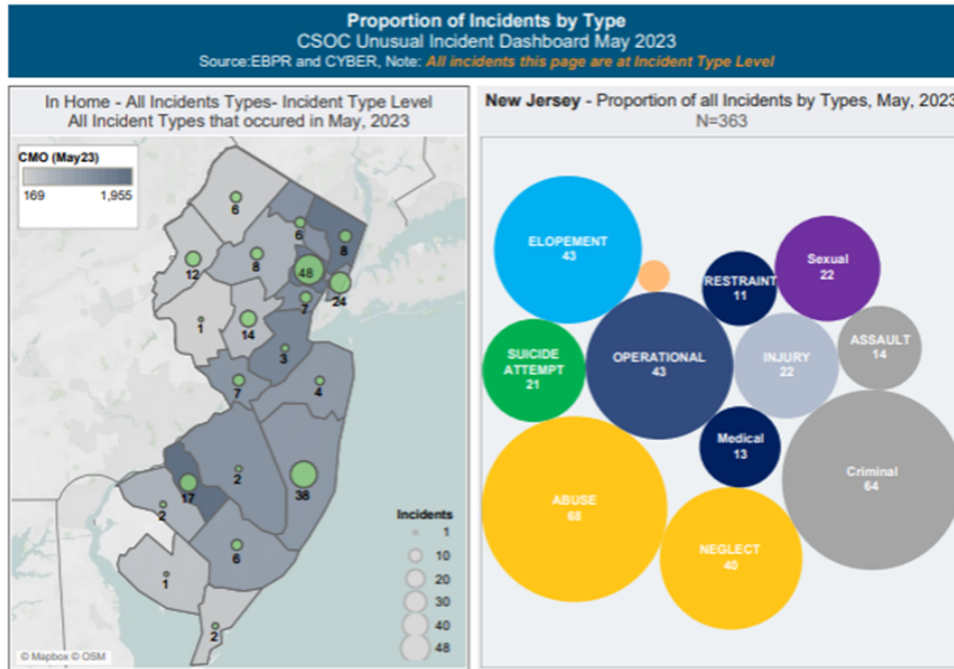 Proportion of Incidents by Type
CSOC Unusual Incident Dashboard May 2023
Source:EBPR and CYBER, Note: All incidents this page are at Incident Type Level
In Home - All Incidents Types- Incident Type Level
All Incident Types that occured in May, 2023
CMO (May23)
169 1,955
6
6
8
12
8
48
24
7
1
14
3
7
4
2
38
17
2
6
1
2
Incidents
1
10
20
30
40
48
© Mapbox © OSM
New Jersey - Proportion of all Incidents by Types, May, 2023
N=363
ELOPEMENT
43
RESTRAINT
11
Sexual
22
SUICIDE
ATTEMPT
21
OPERATIONAL
43
INJURY
22
ASSAULT
14
Medical
13
Criminal
64
ABUSE
68
NEGLECT
40